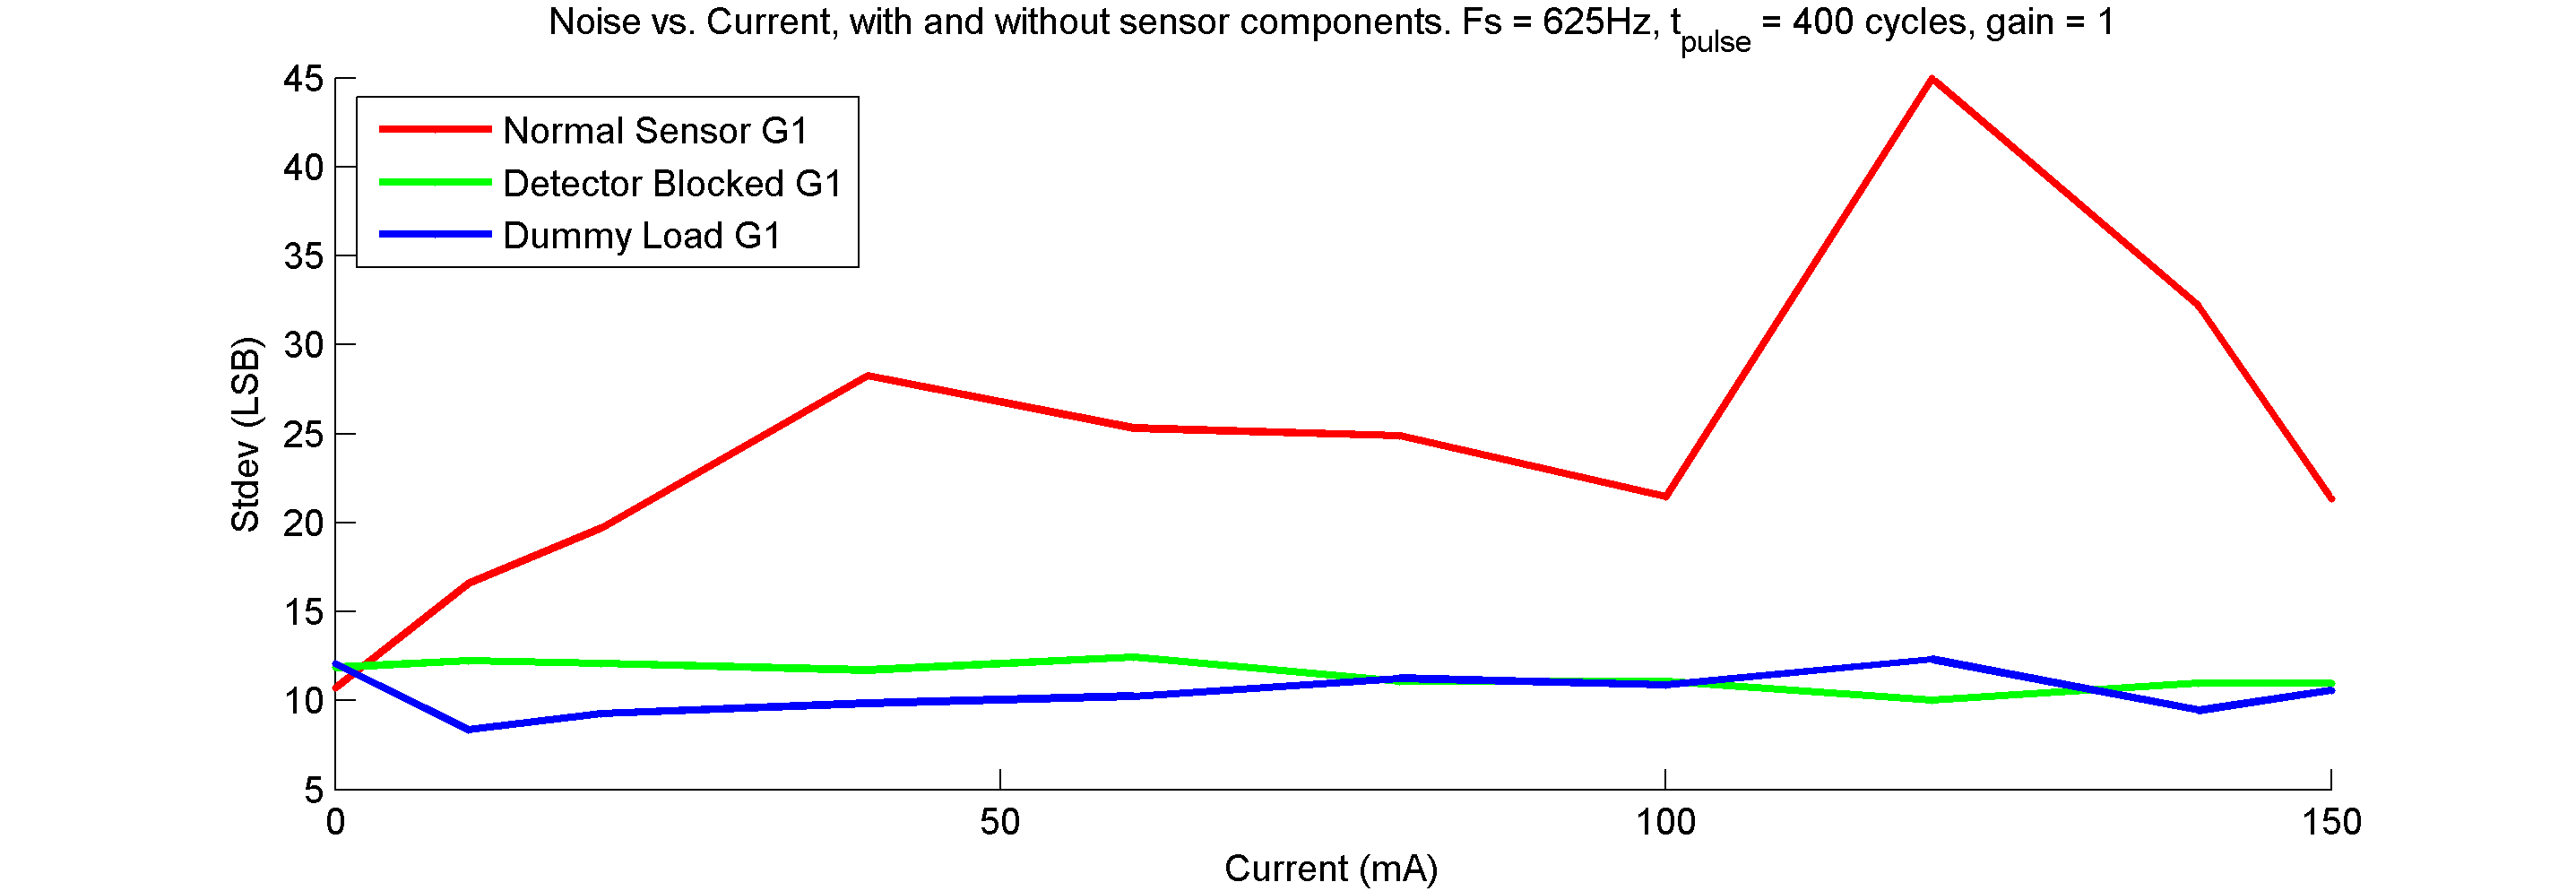 Noise vs. Current, with and without sensor components. Fs = 625Hz, t_pulse = 400 cycles, gain = 1
45
40
35
30
25
20
15
10
5
Stdev (LSB)
Normal Sensor G1
Detector Blocked G1
Dummy Load G1
0 50 100 150
Current (mA)